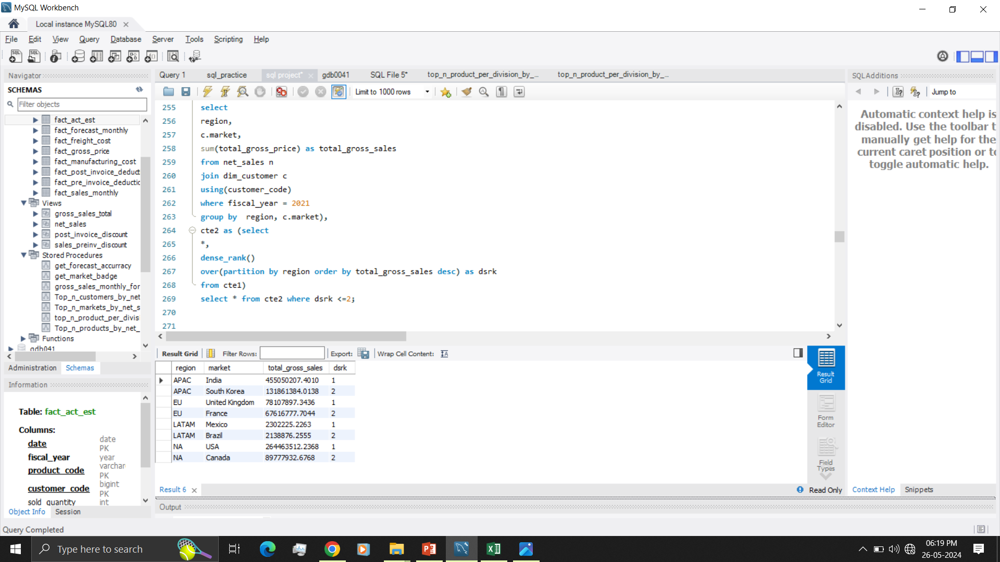 MySQL Workbench
Local instance MySQL80
File Edit View Query Database Server Tools Scripting Help
Navigator
SCHEMAS
Filter objects
fact_act_est
fact_forecast_monthly
fact_freight_cost
fact_gross_price
fact_manufacturing_cost
fact_post_invoice_deduct
fact_pre_invoice_deductic
fact_sales_monthly
Views
gross_sales_total
net_sales
post_invoice_discount
sales_preinv_discount
Stored Procedures
get_forecast_accurracy
get_market_badge
gross_sales_monthly_for
Top_n_customers_by_net
Top_n_markets_by_net_s
top_n_product_per_divisi
Top_n_products_by_net_
Functions
gdb041
Administration Schemas
Information
Table: fact_act_est
Columns:
date date PK
fiscal_year year
product_code varchar PK
customer_code bigint PK
sold_quantity int
Object Info Session
Query Completed
Query 1 sql_practice sql project* gdb0041 SQL File 5* top_n_product_per_division_by_... top_n_product_per_division_by_...
Limit to 1000 rows
255 select
256 region,
257 c.market,
258 sum(total_gross_price) as total_gross_sales
259 from net_sales n
260 join dim_customer c
261 using(customer_code)
262 where fiscal_year = 2021
263 group by  region, c.market),
264 cte2 as (select
265 *,
266 dense_rank()
267 over(partition by region order by total_gross_sales desc) as dsrk
268 from cte1)
269 select * from cte2 where dsrk <=2;
270
271
Result Grid Filter Rows: Export: Wrap Cell Content:
region market total_gross_sales dsrk
APAC India 455050207.4010 1
APAC South Korea 131861384.0138 2
EU United Kingdom 78107897.3436 1
EU France 67616777.7044 2
LATAM Mexico 2302225.2263 1
LATAM Brazil 2138876.2555 2
NA USA 264463512.2368 1
NA Canada 89777932.6768 2
Result Grid
Form Editor
Field Types
Result 6
Read Only
Output
SQLAdditions
Jump to
Automatic context help is
disabled. Use the toolbar t
manually get help for the
current caret position or to
toggle automatic help.
Context Help Snippets
Type here to search
06:19 PM
26-05-2024